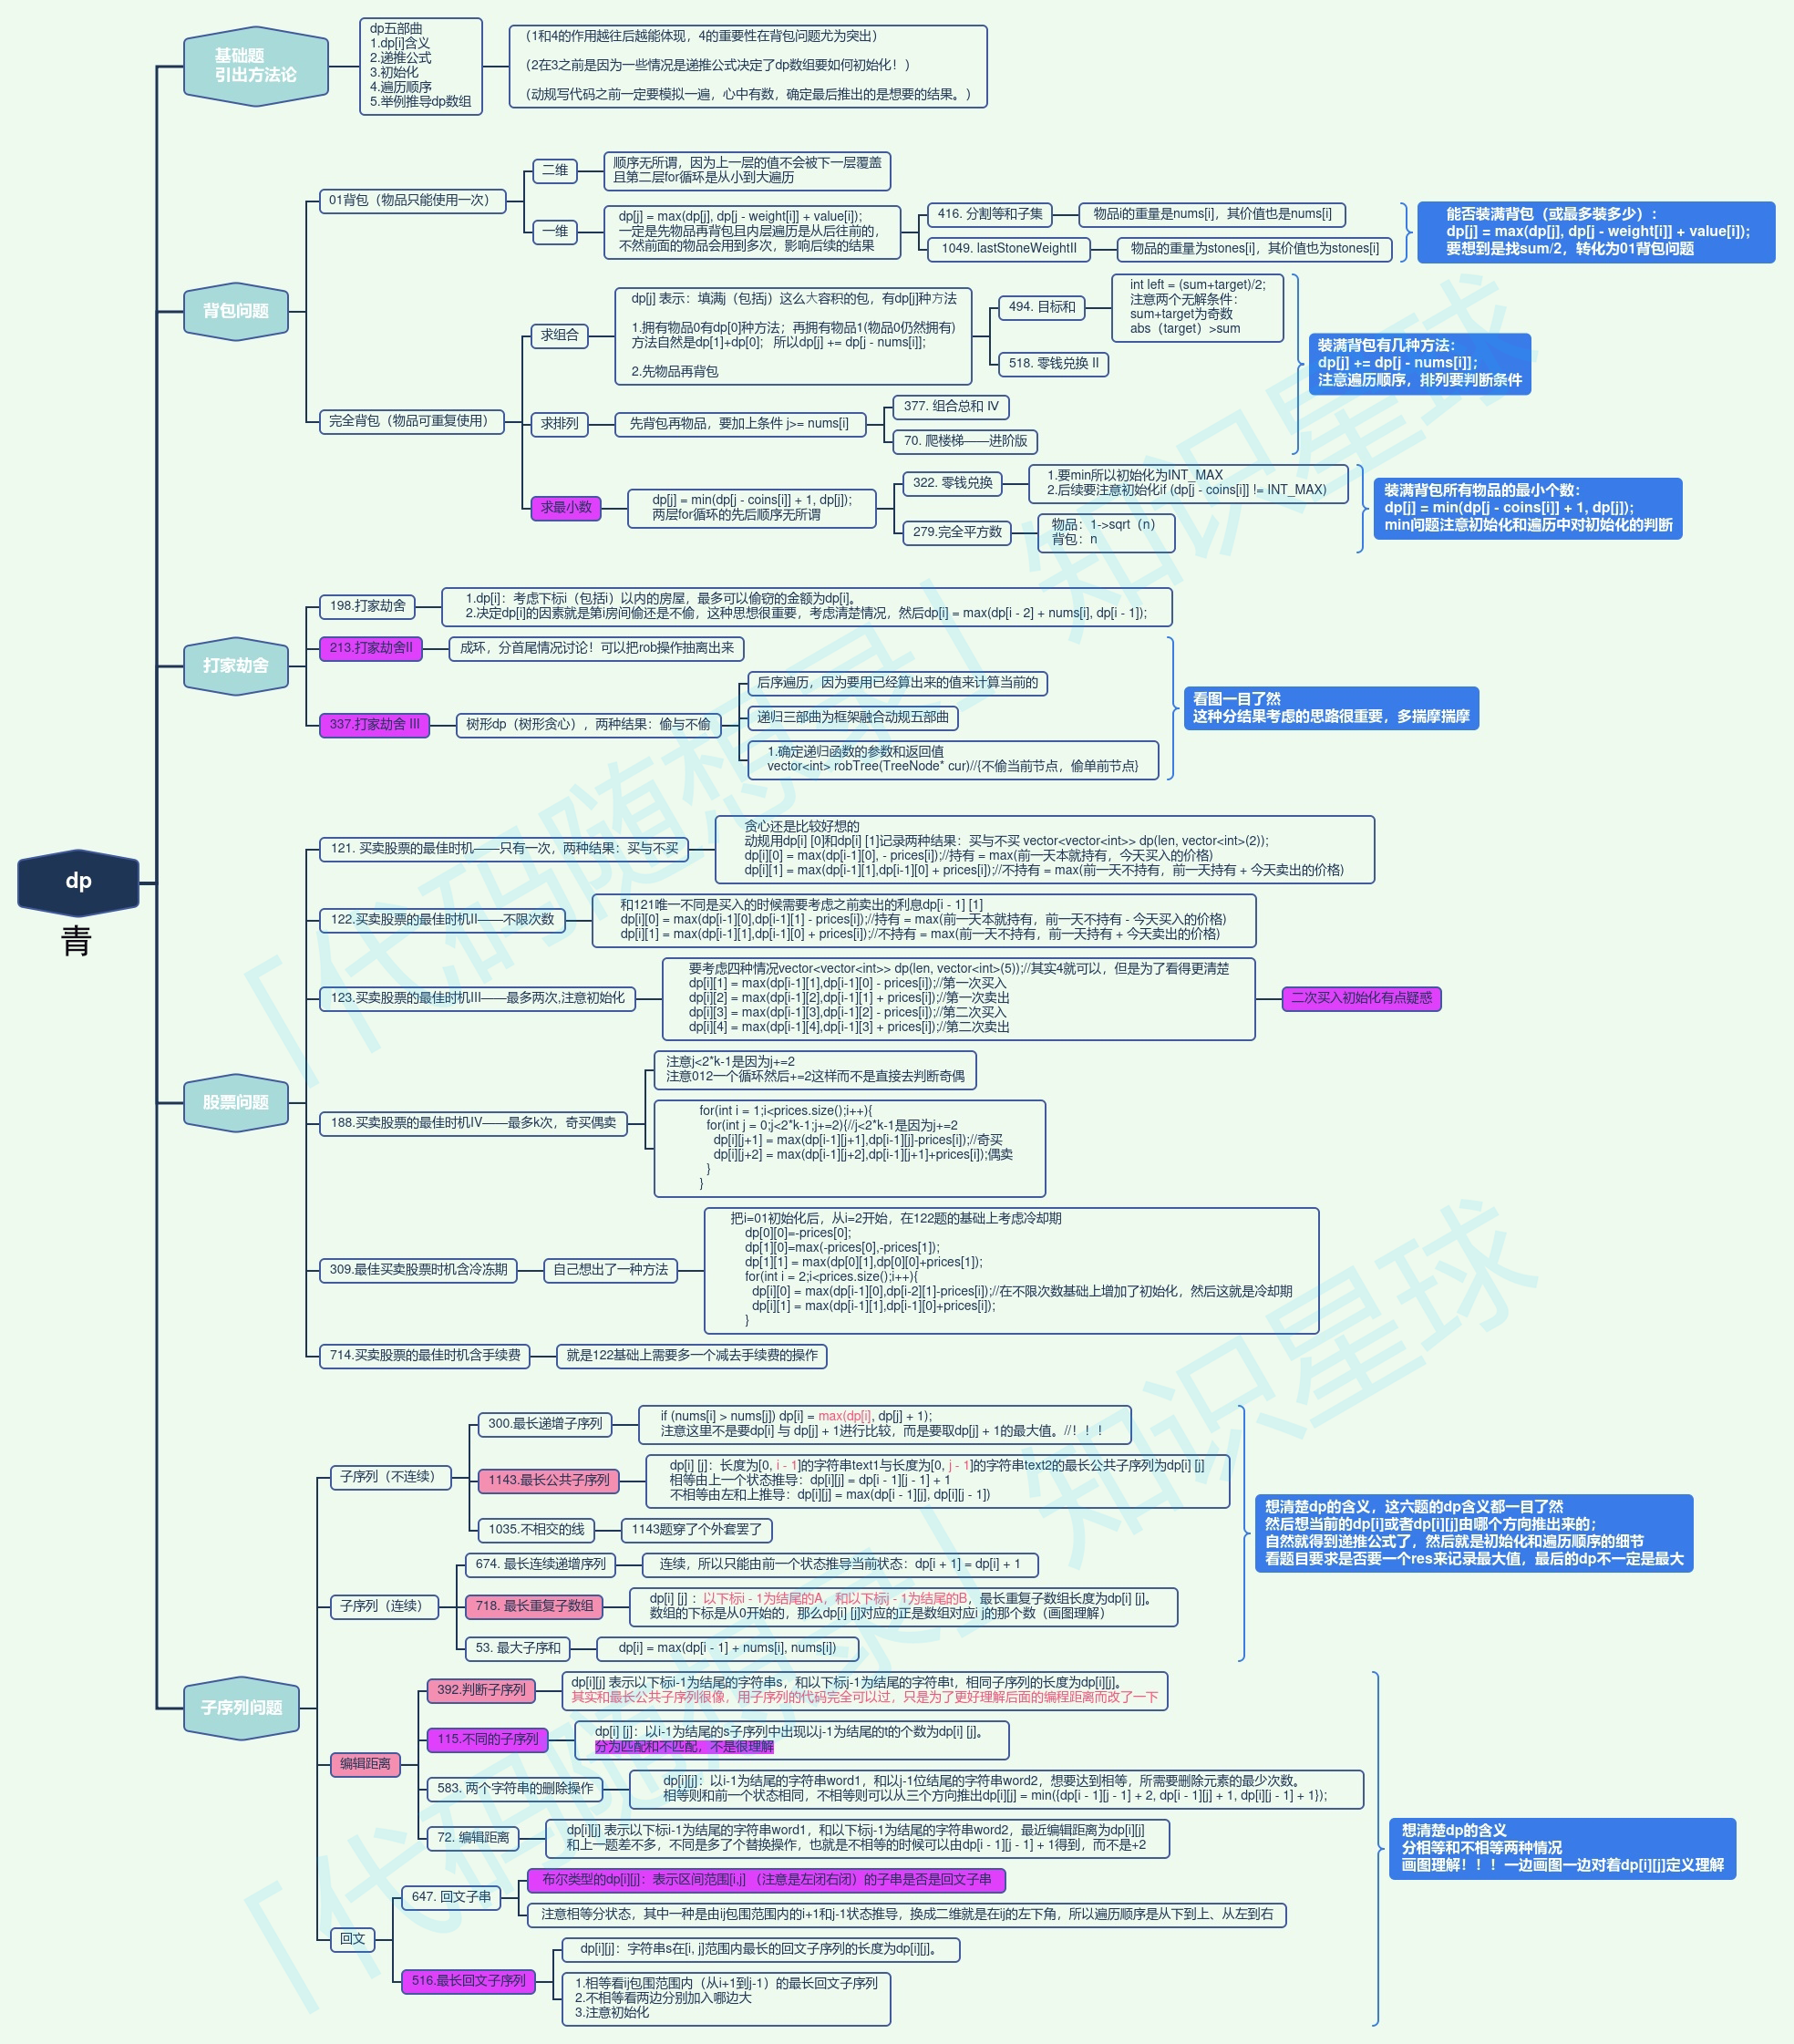 dp
青
基础题
引出方法论
dp五部曲
1.dp[i]含义
2.递推公式
3.初始化
4.遍历顺序
5.举例推导dp数组
（1和4的作用越往后越能体现，4的重要性在背包问题尤为突出）
（2在3之前是因为一些情况是递推公式决定了dp数组要如何初始化！）
（动规写代码之前一定要模拟一遍，心中有数，确定最后推出的是想要的结果。）
背包问题
01背包（物品只能使用一次）
二维
顺序无所谓，因为上一层的值不会被下一层覆盖
且第二层for循环是从小到大遍历
一维
dp[j] = max(dp[j], dp[j - weight[i]] + value[i]);
一定是先物品再背包且内层遍历是从后往前的，
不然前面的物品会用到多次，影响后续的结果
416. 分割等和子集
物品i的重量是nums[i]，其价值也是nums[i]
1049. lastStoneWeightII
物品的重量为stones[i]，其价值也为stones[i]
能否装满背包（或最多装多少）：
dp[j] = max(dp[j], dp[j - weight[i]] + value[i]);
要想到是找sum/2，转化为01背包问题
完全背包（物品可重复使用）
求组合
dp[j] 表示：填满j（包括j）这么大容积的包，有dp[j]种方法
1.拥有物品0有dp[0]种方法；再拥有物品1(物品0仍然拥有)
方法自然是dp[1]+dp[0]； 所以dp[j] += dp[j - nums[i]];
2.先物品再背包
494. 目标和
int left = (sum+target)/2;
注意两个无解条件：
sum+target为奇数
abs（target）>sum
518. 零钱兑换 II
求排列
先背包再物品，要加上条件 j>= nums[i]
377. 组合总和 Ⅳ
70. 爬楼梯——进阶版
装满背包有几种方法：
dp[j] += dp[j - nums[i]];
注意遍历顺序，排列要判断条件
求最小数
dp[j] = min(dp[j - coins[i]] + 1, dp[j]);
两层for循环的先后顺序无所谓
322. 零钱兑换
1.要min所以初始化为INT_MAX
2.后续要注意初始化if (dp[j - coins[i]] != INT_MAX)
279.完全平方数
物品：1->sqrt（n）
背包：n
装满背包所有物品的最小个数：
dp[j] = min(dp[j - coins[i]] + 1, dp[j]);
min问题注意初始化和遍历中对初始化的判断
打家劫舍
198.打家劫舍
1.dp[i]：考虑下标i（包括i）以内的房屋，最多可以偷窃的金额为dp[i]。
2.决定dp[i]的因素就是第i房间偷还是不偷，这种思想很重要，考虑清楚情况，然后dp[i] = max(dp[i - 2] + nums[i], dp[i - 1]);
213.打家劫舍II
成环，分首尾情况讨论！可以把rob操作抽离出来
337.打家劫舍 III
树形dp（树形贪心），两种结果：偷与不偷
后序遍历，因为要用已经算出来的值来计算当前的
递归三部曲为框架融合动规五部曲
1.确定递归函数的参数和返回值
vector<int> robTree(TreeNode* cur)//{不偷当前节点，偷单前节点}
看图一目了然
这种分结果考虑的思路很重要，多揣摩揣摩
股票问题
121. 买卖股票的最佳时机——只有一次，两种结果：买与不买
贪心还是比较好想的
动规用dp[i] [0]和dp[i] [1]记录两种结果：买与不买 vector<vector<int>> dp(len, vector<int>(2));
dp[i][0] = max(dp[i-1][0], - prices[i]);//持有 = max(前一天本就持有，今天买入的价格)
dp[i][1] = max(dp[i-1][1],dp[i-1][0] + prices[i]);//不持有 = max(前一天不持有，前一天持有 + 今天卖出的价格)
122.买卖股票的最佳时机II——不限次数
和121唯一不同是买入的时候需要考虑之前卖出的利息dp[i - 1] [1]
dp[i][0] = max(dp[i-1][0],dp[i-1][1] - prices[i]);//持有 = max(前一天本就持有，前一天不持有 - 今天买入的价格)
dp[i][1] = max(dp[i-1][1],dp[i-1][0] + prices[i]);//不持有 = max(前一天不持有，前一天持有 + 今天卖出的价格)
123.买卖股票的最佳时机III——最多两次,注意初始化
要考虑四种情况vector<vector<int>> dp(len, vector<int>(5));//其实4就可以，但是为了看得更清楚
dp[i][1] = max(dp[i-1][1],dp[i-1][0] - prices[i]);//第一次买入
dp[i][2] = max(dp[i-1][2],dp[i-1][1] + prices[i]);//第一次卖出
dp[i][3] = max(dp[i-1][3],dp[i-1][2] - prices[i]);//第二次买入
dp[i][4] = max(dp[i-1][4],dp[i-1][3] + prices[i]);//第二次卖出
二次买入初始化有点疑惑
188.买卖股票的最佳时机IV——最多k次，奇买偶卖
注意j<2*k-1是因为j+=2
注意012一个循环然后+=2这样而不是直接去判断奇偶
for(int i = 1;i<prices.size();i++){
for(int j = 0;j<2*k-1;j+=2){//j<2*k-1是因为j+=2
dp[i][j+1] = max(dp[i-1][j+1],dp[i-1][j]-prices[i]);//奇买
dp[i][j+2] = max(dp[i-1][j+2],dp[i-1][j+1]+prices[i]);偶卖
}
}
309.最佳买卖股票时机含冷冻期
自己想出了一种方法
把i=01初始化后，从i=2开始，在122题的基础上考虑冷却期
dp[0][0]=-prices[0];
dp[1][0]=max(-prices[0],-prices[1]);
dp[1][1] = max(dp[0][1],dp[0][0]+prices[1]);
for(int i = 2;i<prices.size();i++){
dp[i][0] = max(dp[i-1][0],dp[i-2][1]-prices[i]);//在不限次数基础上增加了初始化，然后这就是冷却期
dp[i][1] = max(dp[i-1][1],dp[i-1][0]+prices[i]);
}
714.买卖股票的最佳时机含手续费
就是122基础上需要多一个减去手续费的操作
子序列问题
子序列（不连续）
300.最长递增子序列
if (nums[i] > nums[j]) dp[i] = max(dp[i], dp[j] + 1);
注意这里不是要dp[i] 与 dp[j] + 1进行比较，而是要取dp[j] + 1的最大值。//！！！
1143.最长公共子序列
dp[i] [j]：长度为[0, i - 1]的字符串text1与长度为[0, j - 1]的字符串text2的最长公共子序列为dp[i] [j]
相等由上一个状态推导：dp[i][j] = dp[i - 1][j - 1] + 1
不相等由左和上推导：dp[i][j] = max(dp[i - 1][j], dp[i][j - 1])
1035.不相交的线
1143题穿了个外套罢了
子序列（连续）
674. 最长连续递增序列
连续，所以只能由前一个状态推导当前状态：dp[i + 1] = dp[i] + 1
718. 最长重复子数组
dp[i] [j] ：以下标i - 1为结尾的A，和以下标j - 1为结尾的B，最长重复子数组长度为dp[i] [j]。
数组的下标是从0开始的，那么dp[i] [j]对应的正是数组对应i j的那个数（画图理解）
53. 最大子序和
dp[i] = max(dp[i - 1] + nums[i], nums[i])
想清楚dp的含义，这六题的dp含义都一目了然
然后想当前的dp[i]或者dp[i][j]由哪个方向推出来的；
自然就得到递推公式了，然后就是初始化和遍历顺序的细节
看题目要求是否要一个res来记录最大值，最后的dp不一定是最大
编辑距离
392.判断子序列
dp[i][j] 表示以下标i-1为结尾的字符串s，和以下标j-1为结尾的字符串t，相同子序列的长度为dp[i][j]。
其实和最长公共子序列很像，用子序列的代码完全可以过，只是为了更好理解后面的编程距离而改了一下
115.不同的子序列
dp[i] [j]：以i-1为结尾的s子序列中出现以j-1为结尾的t的个数为dp[i] [j]。
分为匹配和不匹配，不是很理解
583. 两个字符串的删除操作
dp[i][j]：以i-1为结尾的字符串word1，和以j-1位结尾的字符串word2，想要达到相等，所需要删除元素的最少次数。
相等则和前一个状态相同，不相等则可以从三个方向推出dp[i][j] = min({dp[i - 1][j - 1] + 2, dp[i - 1][j] + 1, dp[i][j - 1] + 1});
72. 编辑距离
dp[i][j] 表示以下标i-1为结尾的字符串word1，和以下标j-1为结尾的字符串word2，最近编辑距离为dp[i][j]
和上一题差不多，不同是多了个替换操作，也就是不相等的时候可以由dp[i - 1][j - 1] + 1得到，而不是+2
回文
647. 回文子串
布尔类型的dp[i][j]：表示区间范围[i,j] （注意是左闭右闭）的子串是否是回文子串
注意相等分状态，其中一种是由ij包围范围内的i+1和j-1状态推导，换成二维就是在ij的左下角，所以遍历顺序是从下到上、从左到右
516.最长回文子序列
dp[i][j]：字符串s在[i, j]范围内最长的回文子序列的长度为dp[i][j]。
1.相等看ij包围范围内（从i+1到j-1）的最长回文子序列
2.不相等看两边分别加入哪边大
3.注意初始化
想清楚dp的含义
分相等和不相等两种情况
画图理解！！！一边画图一边对着dp[i][j]定义理解
「代码随想录」知识星球
「代码随想录」知识星球